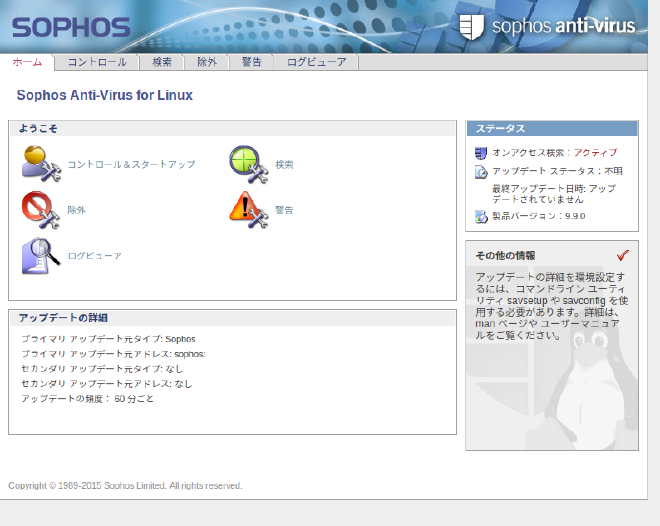 SOPHOS
sophos anti-virus
ホーム コントロール 検索 除外 警告 ログビューア
Sophos Anti-Virus for Linux
ようこそ
コントロール＆スタートアップ
検索
除外
警告
ログビューア
アップデートの詳細
プライマリ アップデート元タイプ: Sophos
プライマリ アップデート元アドレス: sophos:
セカンダリ アップデート元タイプ: なし
セカンダリ アップデート元アドレス: なし
アップデートの頻度： 60 分ごと
ステータス
オンアクセス検索：アクティブ
アップデート ステータス：不明
最終アップデート日時: アップ
デートされていません
製品バージョン：9.9.0
その他の情報
アップデートの詳細を環境設定す
るには、コマンドライン ユーティ
リティ savsetup や savconfig を使
用する必要があります。詳細は、
man ページや ユーザーマニュア
ルをご覧ください。
Copyright © 1989-2015 Sophos Limited. All rights reserved.